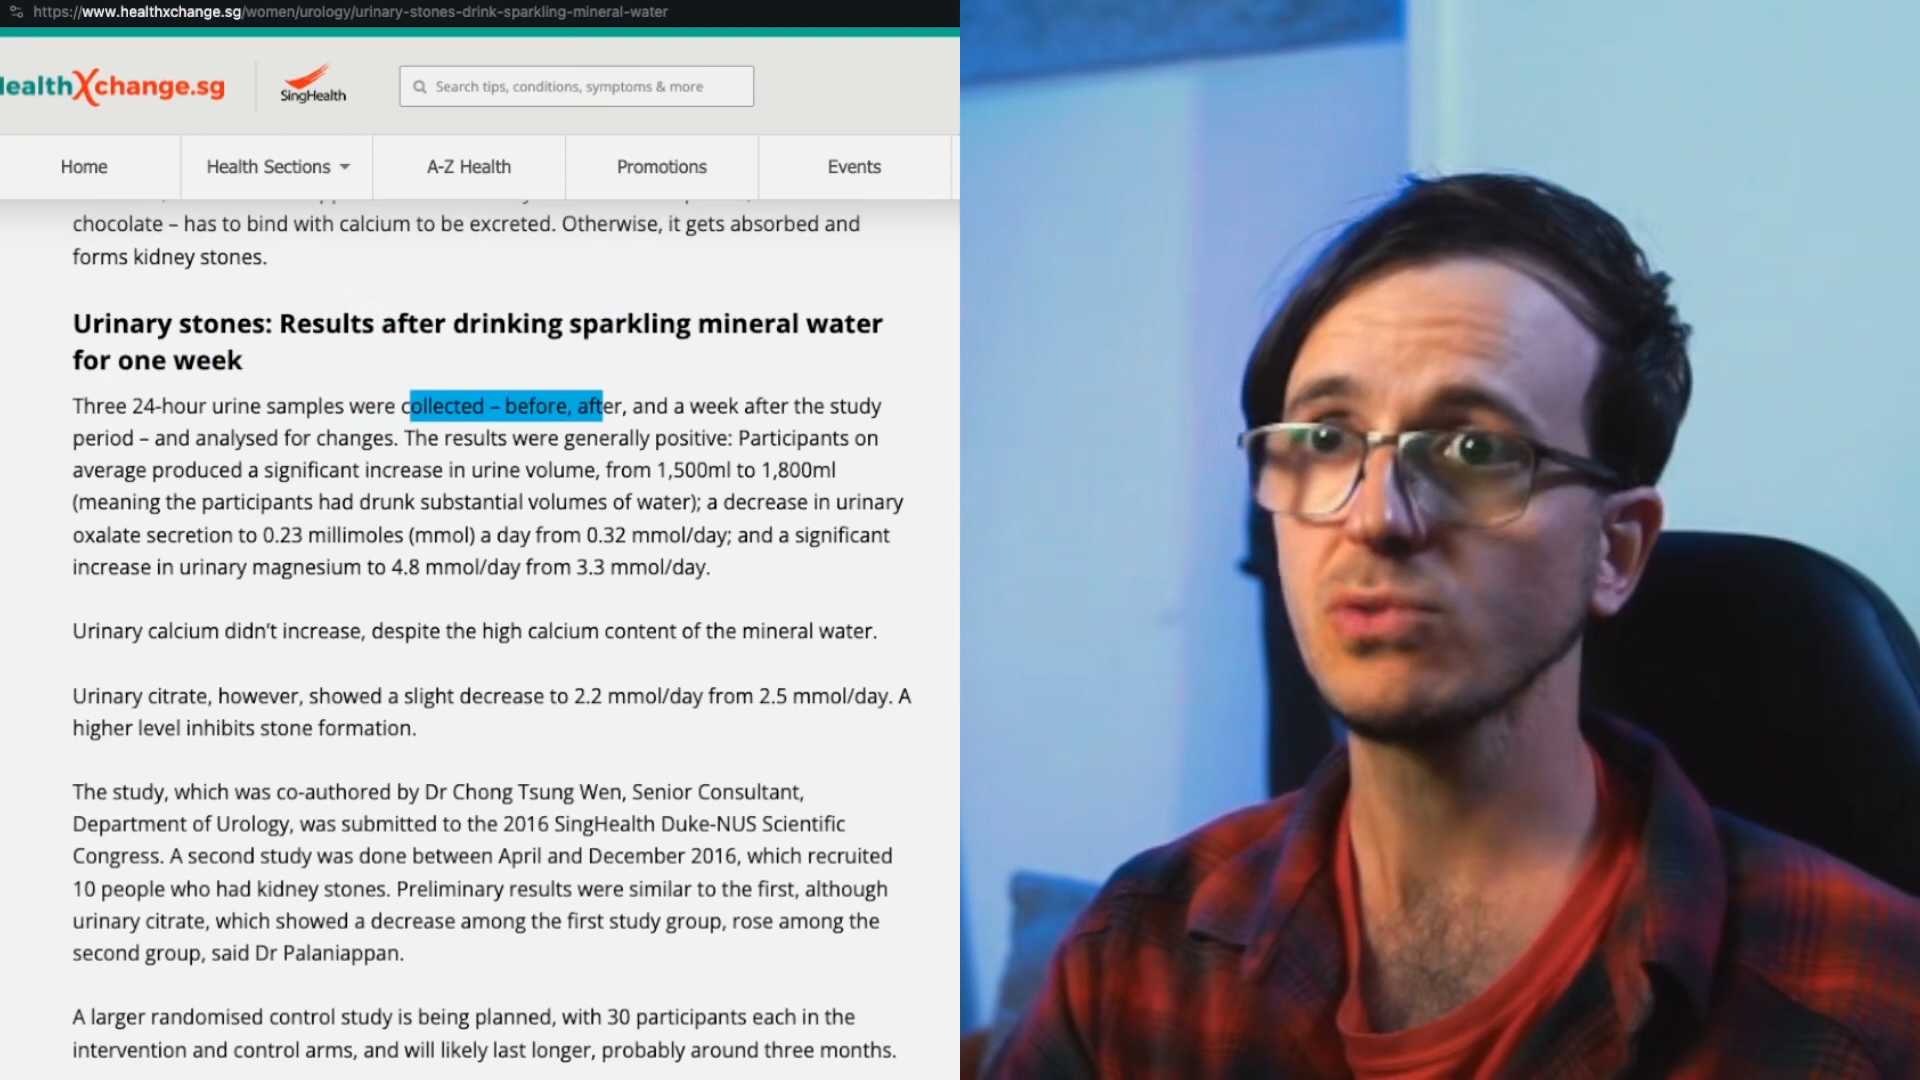 https://www.healthxchange.sg/women/urology/urinary-stones-drink-sparkling-mineral-water
ealthXchange.sg
SingHealth
Search tips, conditions, symptoms & more
Home
Health Sections
A-Z Health
Promotions
Events
chocolate – has to bind with calcium to be excreted. Otherwise, it gets absorbed and
forms kidney stones.
Urinary stones: Results after drinking sparkling mineral water
for one week
Three 24-hour urine samples were collected – before, after, and a week after the study
period – and analysed for changes. The results were generally positive: Participants on
average produced a significant increase in urine volume, from 1,500ml to 1,800ml
(meaning the participants had drunk substantial volumes of water); a decrease in urinary
oxalate secretion to 0.23 millimoles (mmol) a day from 0.32 mmol/day; and a significant
increase in urinary magnesium to 4.8 mmol/day from 3.3 mmol/day.
Urinary calcium didn't increase, despite the high calcium content of the mineral water.
Urinary citrate, however, showed a slight decrease to 2.2 mmol/day from 2.5 mmol/day. A
higher level inhibits stone formation.
The study, which was co-authored by Dr Chong Tsung Wen, Senior Consultant,
Department of Urology, was submitted to the 2016 SingHealth Duke-NUS Scientific
Congress. A second study was done between April and December 2016, which recruited
10 people who had kidney stones. Preliminary results were similar to the first, although
urinary citrate, which showed a decrease among the first study group, rose among the
second group, said Dr Palaniappan.
A larger randomised control study is being planned, with 30 participants each in the
intervention and control arms, and will likely last longer, probably around three months.